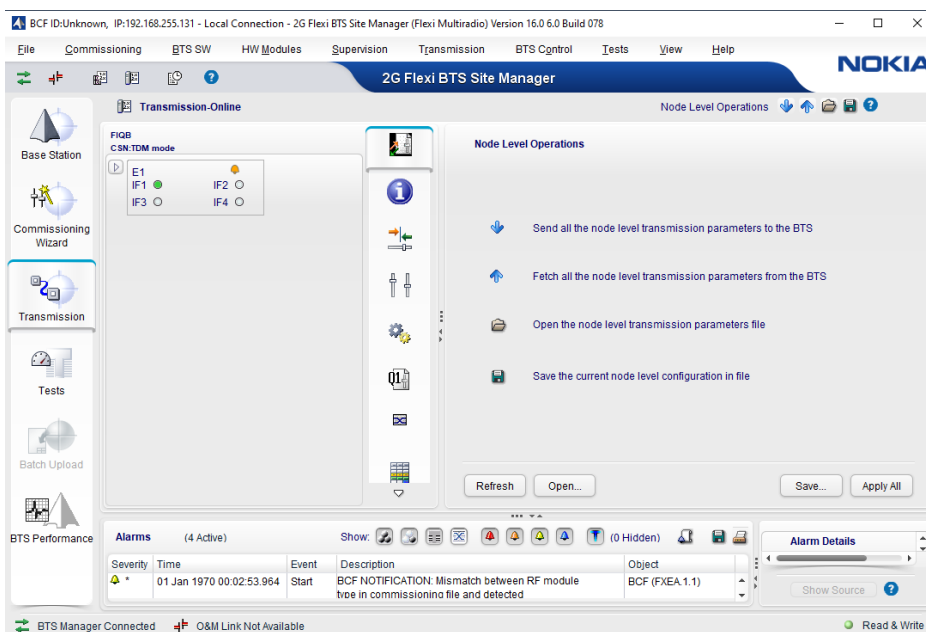 BCF ID:Unknown, IP:192.168.255.131 - Local Connection - 2G Flexi BTS Site Manager (Flexi Multiradio) Version 16.0 6.0 Build 078
File Commissioning BTS SW HW Modules Supervision Transmission BTS Control Tests View Help
NOKIA
2G Flexi BTS Site Manager
Transmission-Online
Node Level Operations
Base Station
Commissioning
Wizard
Transmission
Tests
Batch Upload
BTS Performance
FIQB
CSN:TDM mode
E1
IF1 IF2
IF3 IF4
Q1
Node Level Operations
Send all the node level transmission parameters to the BTS
Fetch all the node level transmission parameters from the BTS
Open the node level transmission parameters file
Save the current node level configuration in file
Refresh Open... Save... Apply All
Alarms (4 Active) Show: (0 Hidden)
Severity Time Event Description Object
* 01 Jan 1970 00:02:53.964 Start BCF NOTIFICATION: Mismatch between RF module BCF (FXEA.1.1)
type in commissioning file and detected
Alarm Details
Show Source
BTS Manager Connected O&M Link Not Available Read & Write